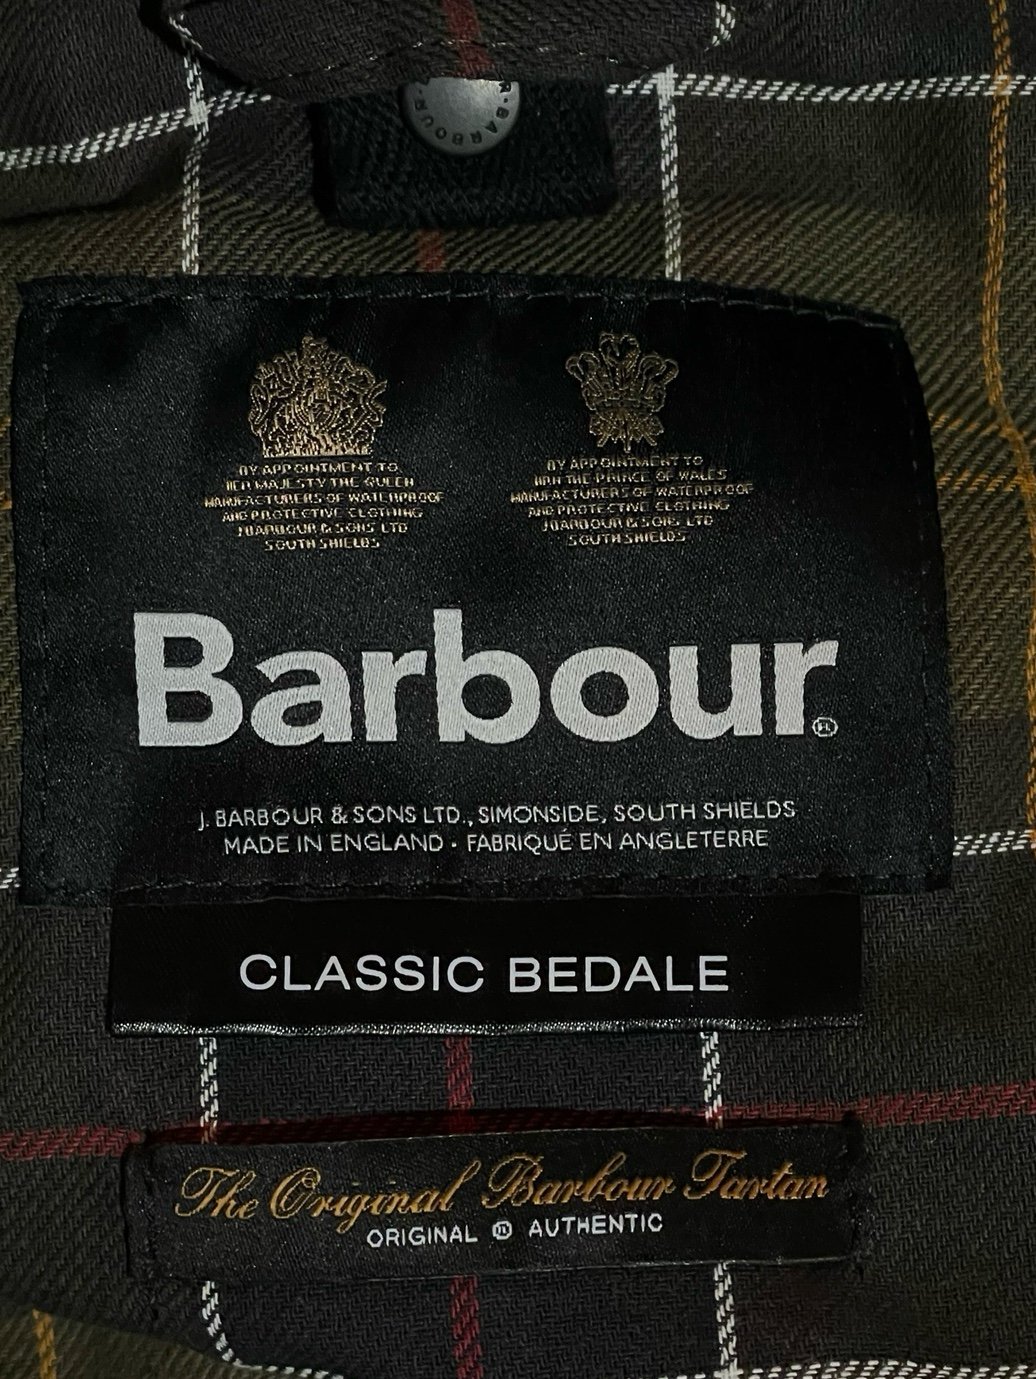 R · BARBOUR
BY APPOINTMENT TO
HER MAJESTY THE QUEEN
MANUFACTURERS OF WATERPROOF
AND PROTECTIVE CLOTHING
J BARBOUR & SONS LTD
SOUTH SHIELDS
BY APPOINTMENT TO
HRH THE PRINCE OF WALES
MANUFACTURERS OF WATERPROOF
AND PROTECTIVE CLOTHING
J BARBOUR & SONS LTD
SOUTH SHIELDS
Barbour®
J. BARBOUR & SONS LTD., SIMONSIDE, SOUTH SHIELDS
MADE IN ENGLAND · FABRIQUÉ EN ANGLETERRE
CLASSIC BEDALE
The Original Barbour Tartan
ORIGINAL ® AUTHENTIC